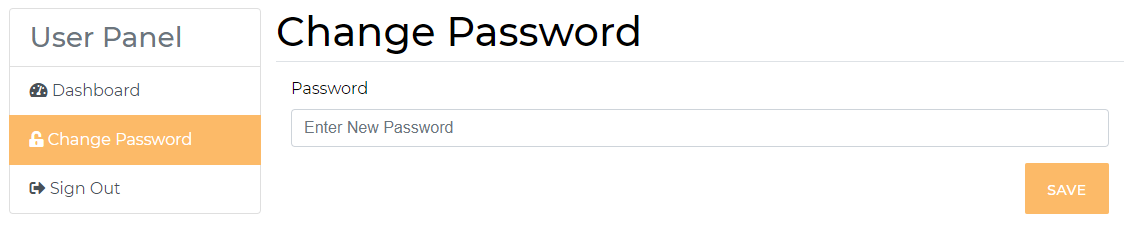 User Panel
Dashboard
Change Password
Sign Out
Change Password
Password
Enter New Password
SAVE